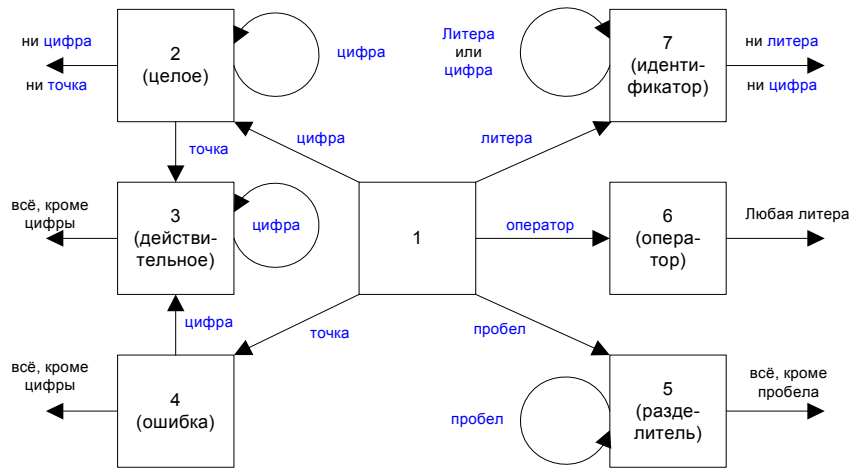 ни цифра
ни точка
2
(целое)
цифра
Литера
или
цифра
7
(иденти-
фикатор)
ни литера
ни цифра
точка
цифра
литера
всё, кроме
цифры
3
(действи-
тельное)
цифра
1
оператор
6
(опера-
тор)
Любая литера
цифра
точка
пробел
всё, кроме
цифры
4
(ошибка)
пробел
5
(разде-
литель)
всё, кроме
пробела